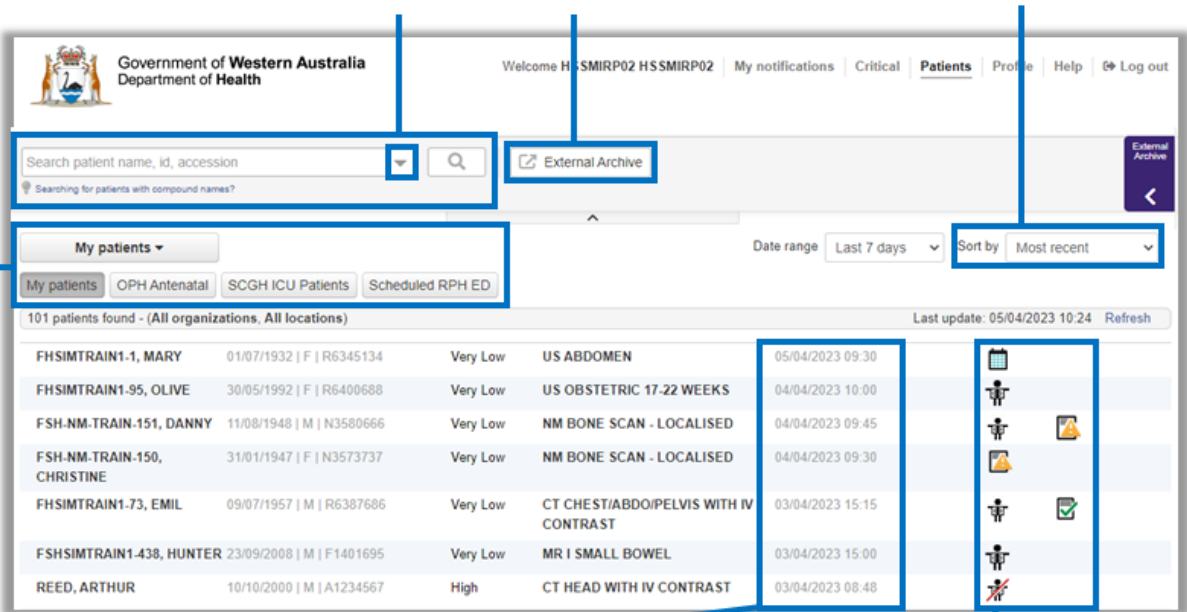 Government of Western Australia
Department of Health
Welcome HSSMIRP02 HSSMIRP02 My notifications Critical Patients Profile Help Log out
Search patient name, id, accession
External Archive
External
Archive
Searching for patients with compound names?
My patients
Date range Last 7 days Sort by Most recent
My patients OPH Antenatal SCGH ICU Patients Scheduled RPH ED
101 patients found - (All organizations, All locations) Last update: 05/04/2023 10:24 Refresh
FHSIMTRAIN1-1, MARY 01/07/1932 | F | R6345134 Very Low US ABDOMEN 05/04/2023 09:30
FHSIMTRAIN1-95, OLIVE 30/05/1992 | F | R6400688 Very Low US OBSTETRIC 17-22 WEEKS 04/04/2023 10:00
FSH-NM-TRAIN-151, DANNY 11/08/1948 | M | N3580666 Very Low NM BONE SCAN - LOCALISED 04/04/2023 09:45
FSH-NM-TRAIN-150, 31/01/1947 | F | N3573737 Very Low NM BONE SCAN - LOCALISED 04/04/2023 09:30
CHRISTINE
FHSIMTRAIN1-73, EMIL 09/07/1957 | M | R6387686 Very Low CT CHEST/ABDO/PELVIS WITH IV 03/04/2023 15:15
CONTRAST
FSHSIMTRAIN1-438, HUNTER 23/09/2008 | M | F1401695 Very Low MR I SMALL BOWEL 03/04/2023 15:00
REED, ARTHUR 10/10/2000 | M | A1234567 High CT HEAD WITH IV CONTRAST 03/04/2023 08:48